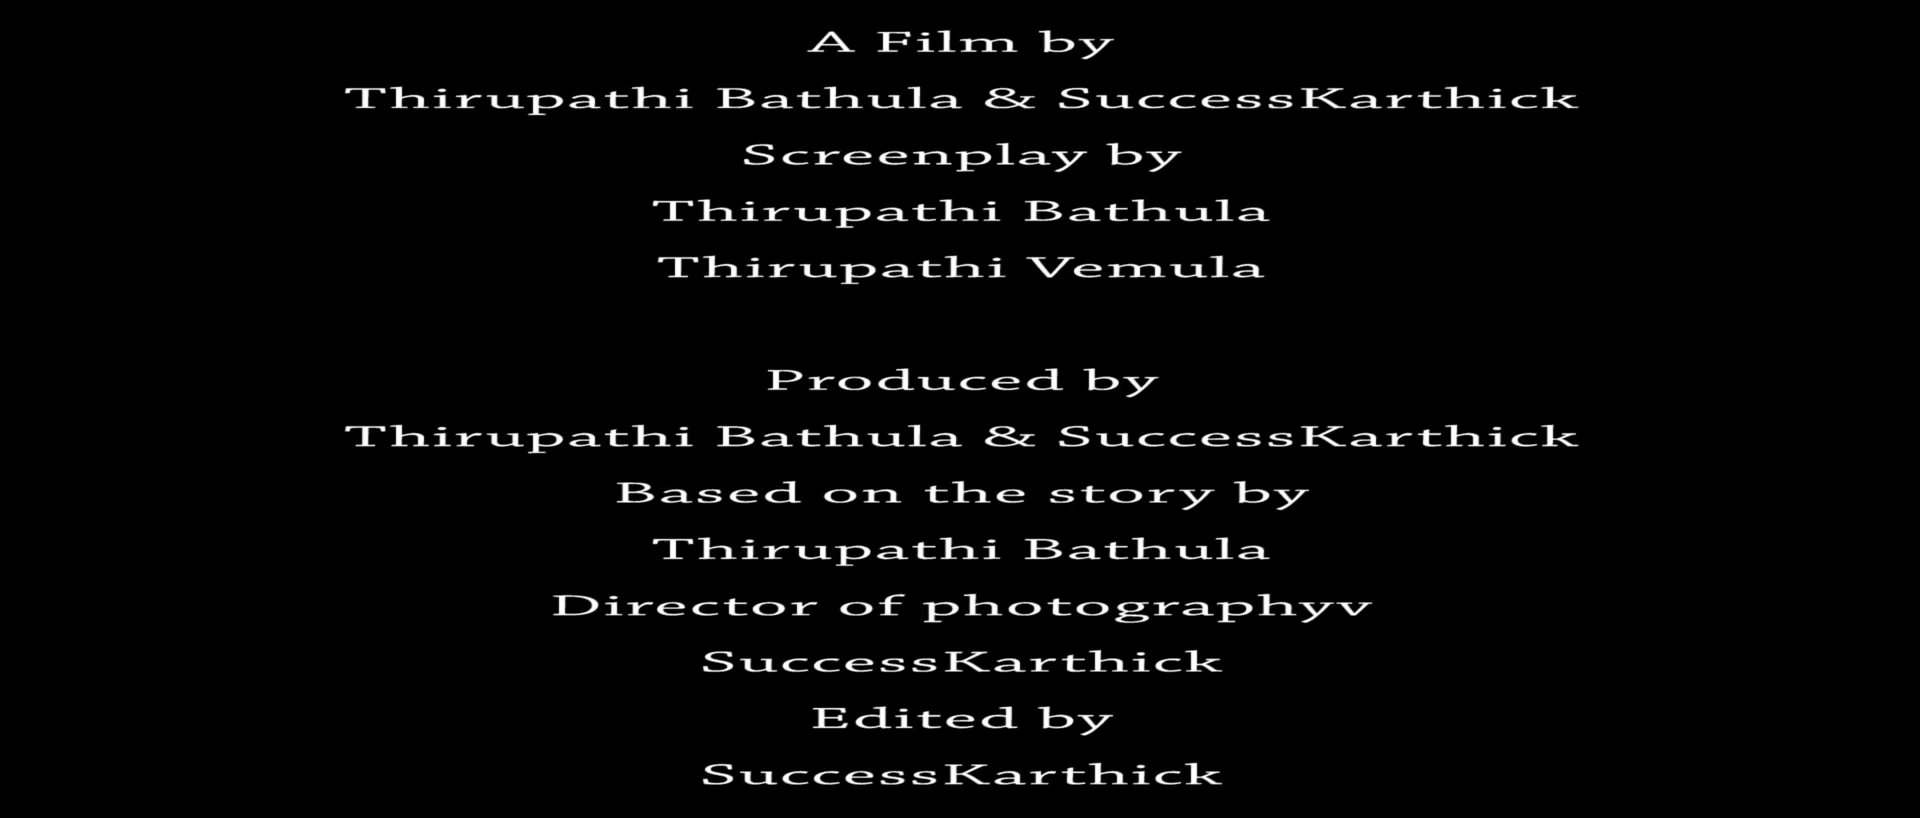 A Film by
Thirupathi Bathula & SuccessKarthick
Screenplay by
Thirupathi Bathula
Thirupathi Vemula
Produced by
Thirupathi Bathula & SuccessKarthick
Based on the story by
Thirupathi Bathula
Director of photographyv
SuccessKarthick
Edited by
SuccessKarthick